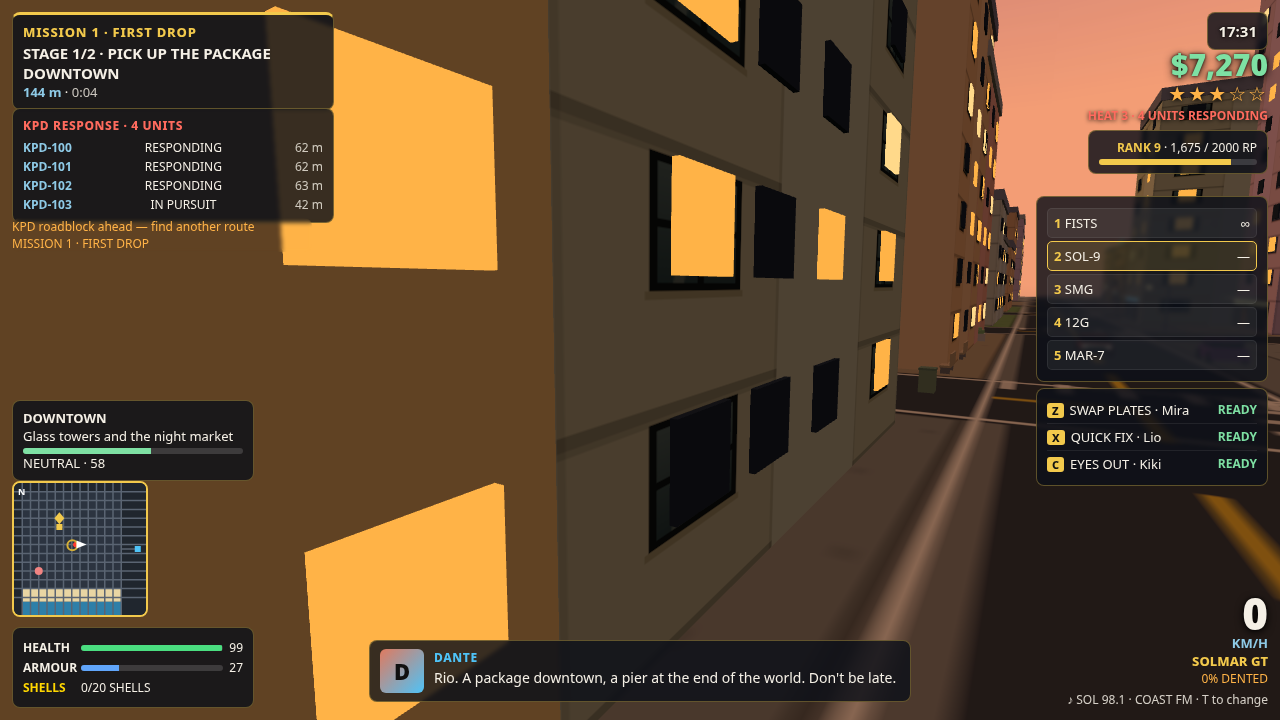 MISSION 1 · FIRST DROP
STAGE 1/2 · PICK UP THE PACKAGE
DOWNTOWN
144 m · 0:04
KPD RESPONSE · 4 UNITS
KPD-100 RESPONDING 62 m
KPD-101 RESPONDING 62 m
KPD-102 RESPONDING 63 m
KPD-103 IN PURSUIT 42 m
KPD roadblock ahead — find another route
MISSION 1 · FIRST DROP
DOWNTOWN
Glass towers and the night market
NEUTRAL · 58
N
HEALTH 99
ARMOUR 27
SHELLS 0/20 SHELLS
D
DANTE
Rio. A package downtown, a pier at the end of the world. Don't be late.
17:31
$7,270
★★★☆☆
HEAT 3 · 4 UNITS RESPONDING
RANK 9 · 1,675 / 2000 RP
1 FISTS ∞
2 SOL-9 —
3 SMG —
4 12G —
5 MAR-7 —
Z SWAP PLATES · Mira READY
X QUICK FIX · Lio READY
C EYES OUT · Kiki READY
0
KM/H
SOLMAR GT
0% DENTED
♪ SOL 98.1 · COAST FM · T to change